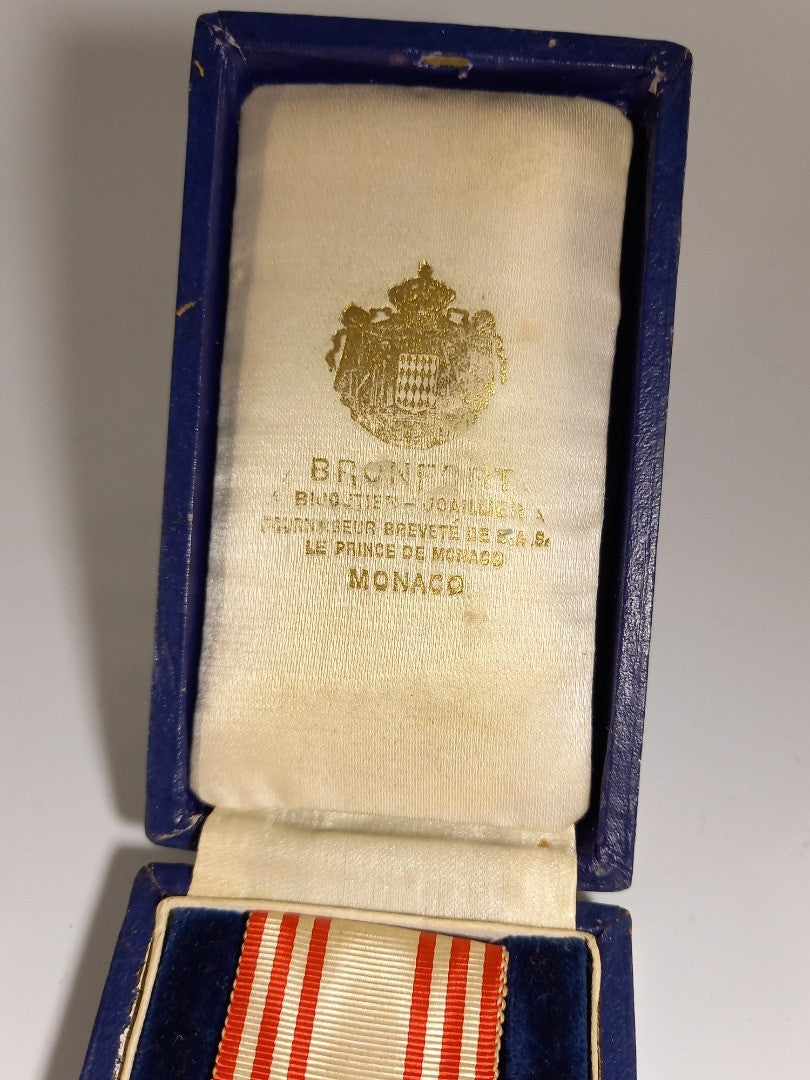 BRONFORT
BIJOUTIER - JOAILLIER
FOURNISSEUR BREVETÉ DE S.A.S.
LE PRINCE DE MONACO
MONACO